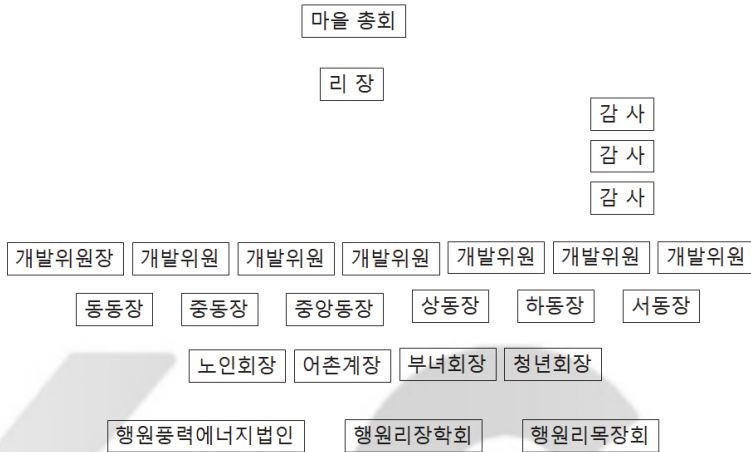 마을 총회
리 장
감 사
감 사
감 사
개발위원장 개발위원 개발위원 개발위원 개발위원 개발위원 개발위원
동동장 중동장 중앙동장 상동장 하동장 서동장
노인회장 어촌계장 부녀회장 청년회장
행원풍력에너지법인 행원리장학회 행원리목장회